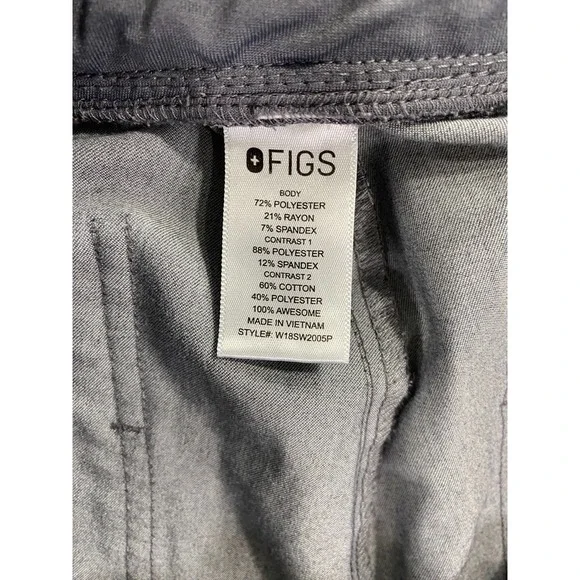 FIGS
BODY
72% POLYESTER
21% RAYON
7% SPANDEX
CONTRAST 1
88% POLYESTER
12% SPANDEX
CONTRAST 2
60% COTTON
40% POLYESTER
100% AWESOME
MADE IN VIETNAM
STYLE#: W18SW2005P